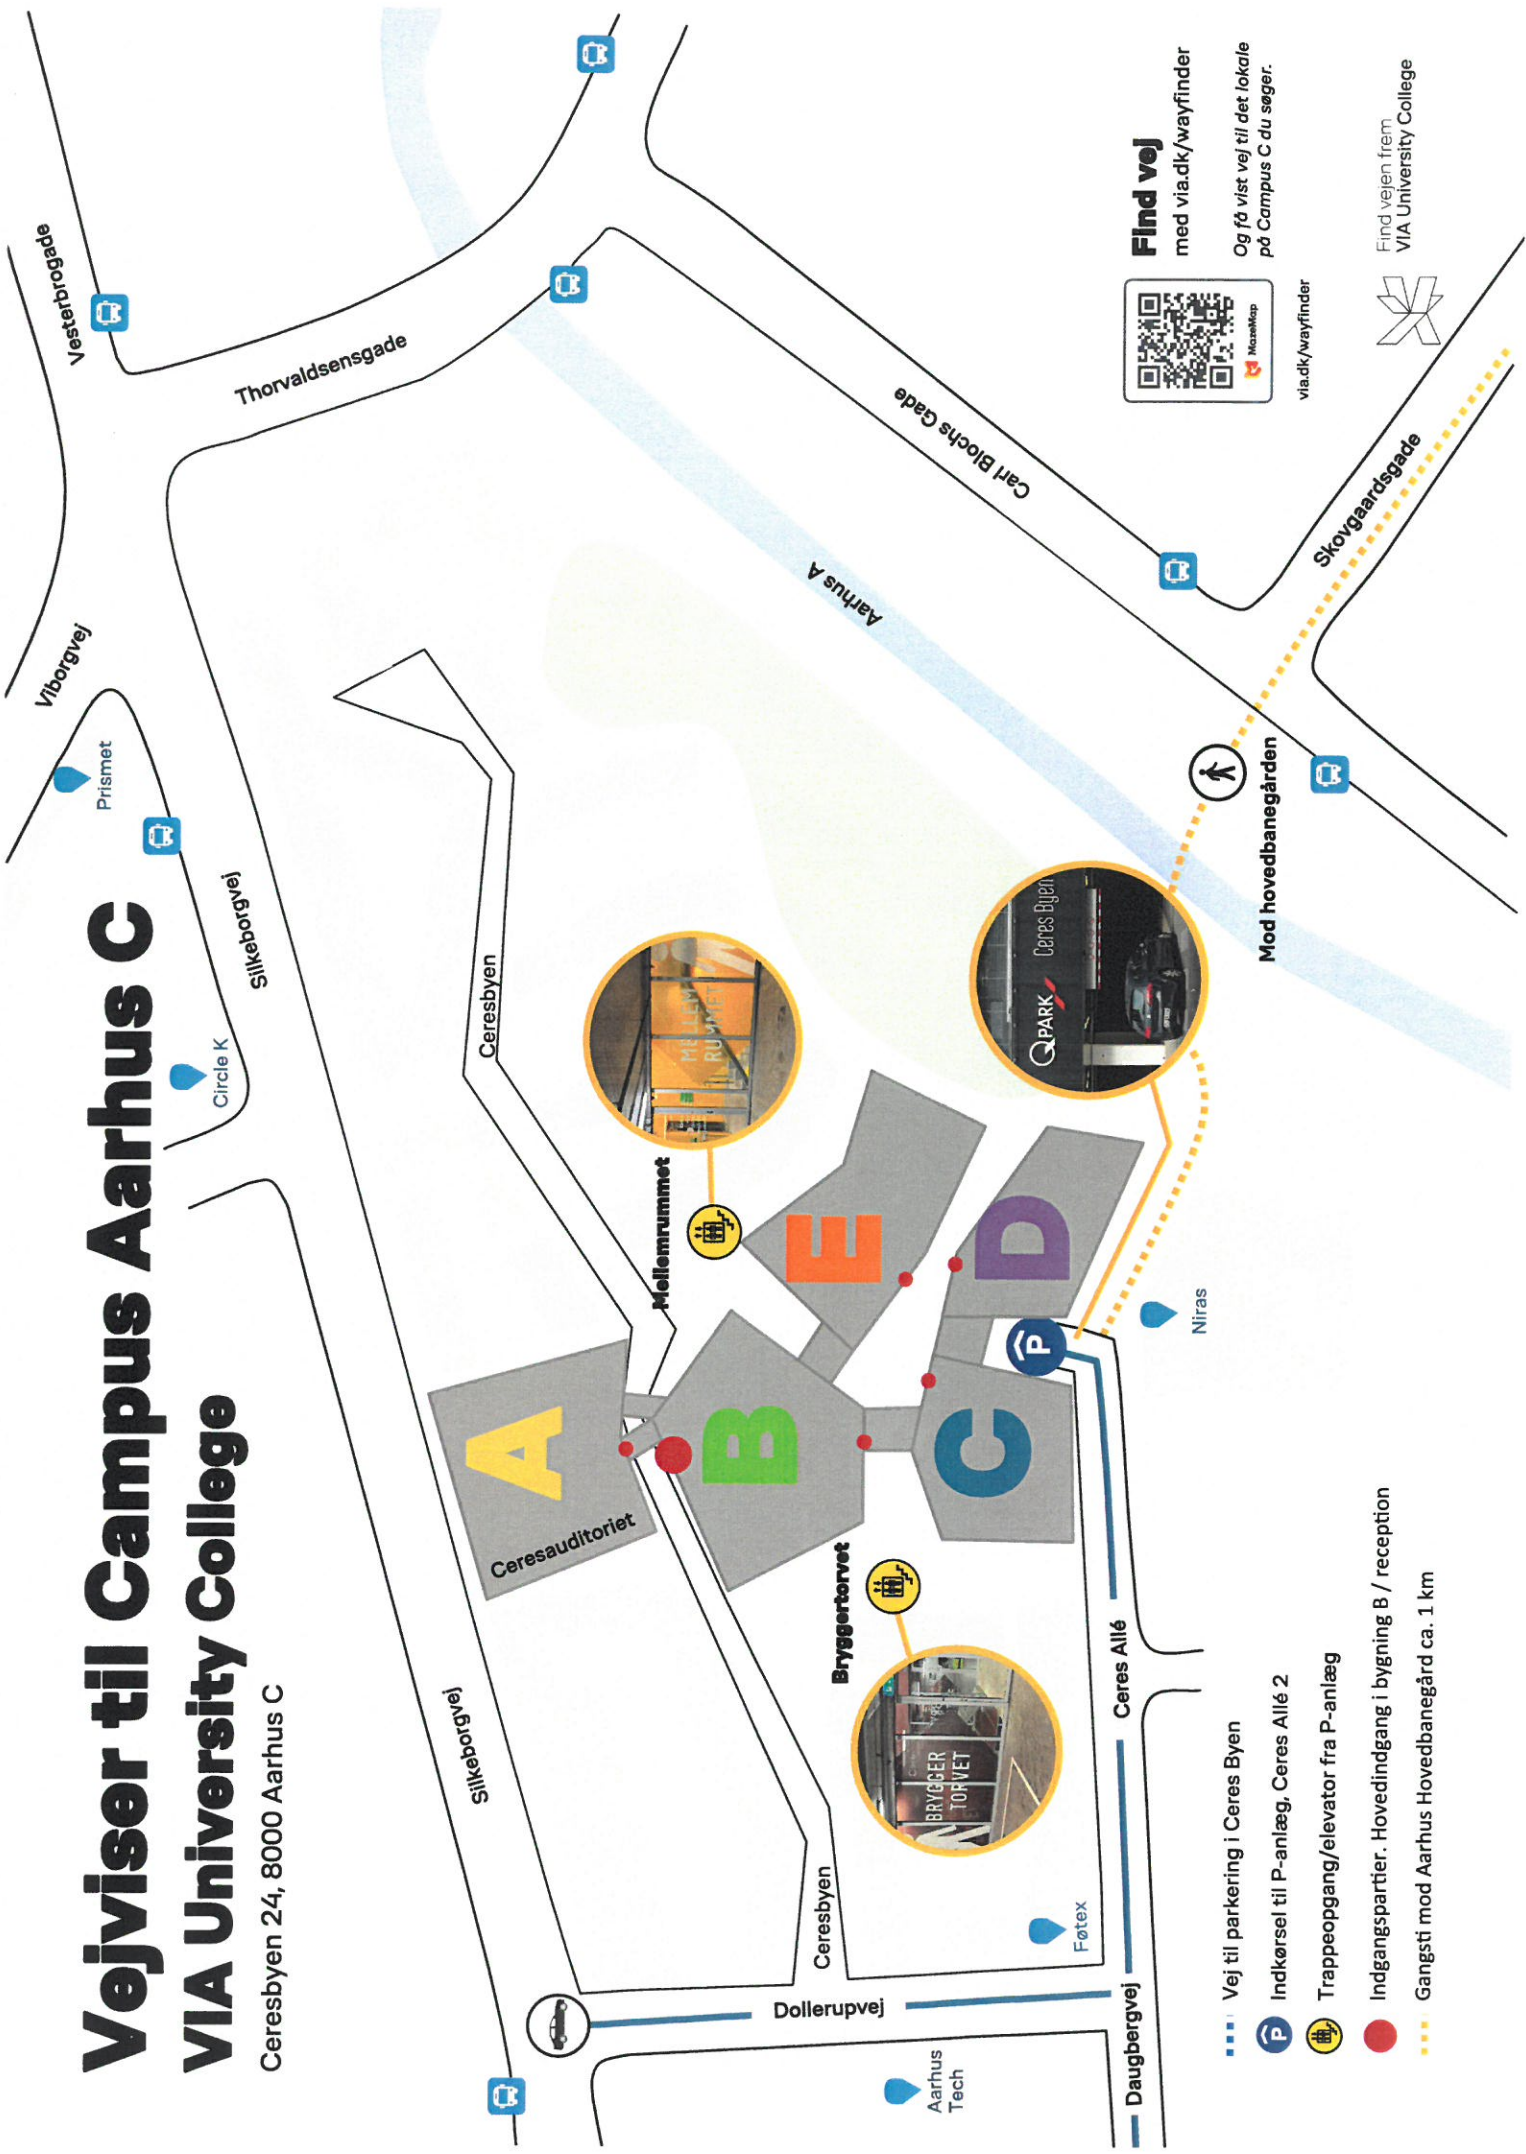 Vejviser til Campus Aarhus C
VIA University College
Ceresbyen 24, 8000 Aarhus C
Vesterbrogade
Viborgvej
Prismet
Circle K
Silkeborgvej
Thorvaldsensgade
Silkeborgvej
Ceresbyen
Carl Blochs Gade
Aarhus Å
Skovgaardsgade
Mod hovedbanegården
Mellemrummet
MELLEM
RUMMET
QPARK
Ceres Byen
A
Ceresauditoriet
B
C
D
E
P
Niras
Bryggertorvet
BRYGGER
TORVET
Ceres Allé
Ceresbyen
Føtex
Dollerupvej
Daugbergvej
Aarhus
Tech
Find vej
med via.dk/wayfinder
Og få vist vej til det lokale
på Campus C du søger.
MazeMap
via.dk/wayfinder
Find vejen frem
VIA University College
Vej til parkering i Ceres Byen
P
Indkørsel til P-anlæg, Ceres Allé 2
Trappeopgang/elevator fra P-anlæg
Indgangspartier. Hovedindgang i bygning B / reception
Gangsti mod Aarhus Hovedbanegård ca. 1 km